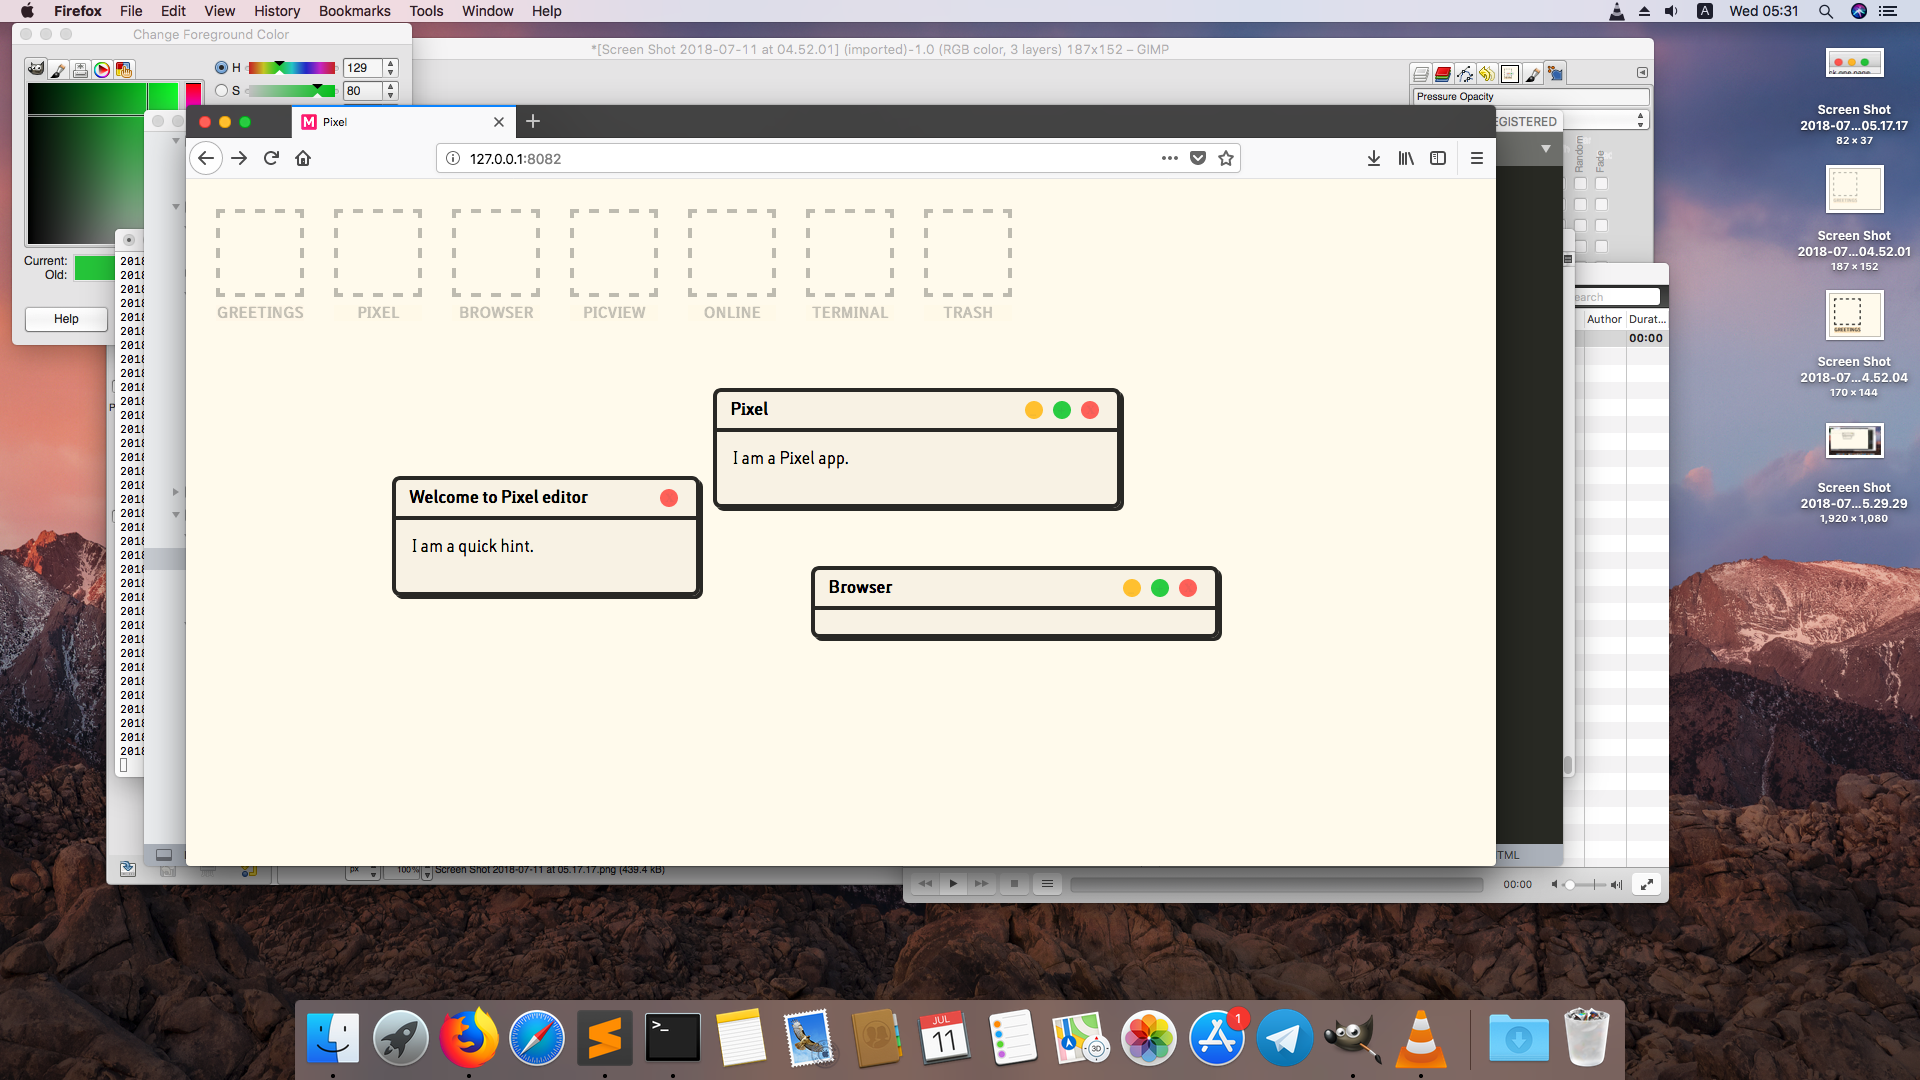 Firefox File Edit View History Bookmarks Tools Window Help
A Wed 05:31
Change Foreground Color
*[Screen Shot 2018-07-11 at 04.52.01] (imported)-1.0 (RGB color, 3 layers) 187x152 – GIMP
H 129
S 80
Current:
Old:
Help
Pressure Opacity
Random
Fade
M Pixel
127.0.0.1:8082
GREETINGS
PIXEL
BROWSER
PICVIEW
ONLINE
TERMINAL
TRASH
Pixel
I am a Pixel app.
Welcome to Pixel editor
I am a quick hint.
Browser
Author Durat...
00:00
px 100% Screen Shot 2018-07-11 at 05.17.17.png (439.4 kB)
00:00
Screen Shot
2018-07...05.17.17
82 × 37
Screen Shot
2018-07...04.52.01
187 × 152
Screen Shot
2018-07...4.52.04
170 × 144
Screen Shot
2018-07...5.29.29
1,920 × 1,080
>_
JUL
11
3D
1